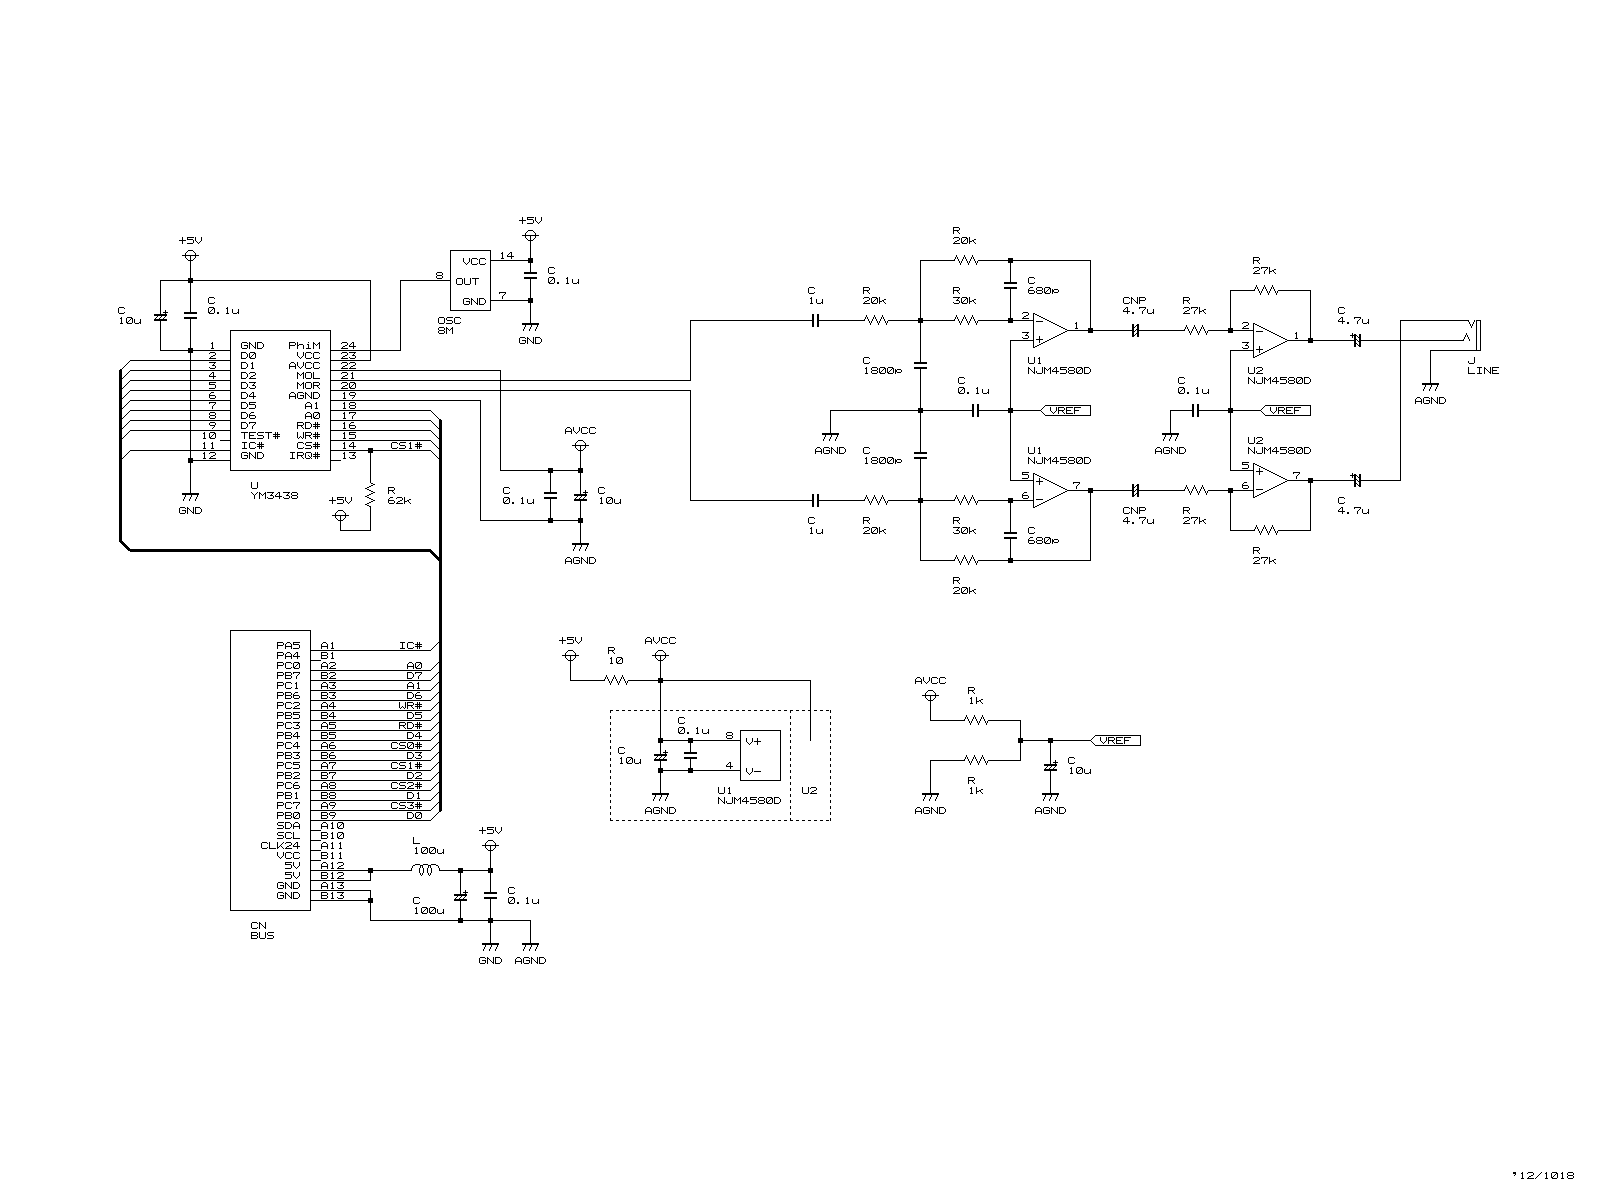 +5V
C
10u
C
0.1u
1 GND PhiM 24
2 D0 VCC 23
3 D1 AVCC 22
4 D2 MOL 21
5 D3 MOR 20
6 D4 AGND 19
7 D5 A1 18
8 D6 A0 17
9 D7 RD# 16
10 TEST# WR# 15
11 IC# CS# 14 CS1#
12 GND IRQ# 13
U
YM3438
GND
+5V
R
62k
+5V
8
VCC 14
OUT
GND 7
OSC
8M
C
0.1u
GND
AVCC
C
0.1u
C
10u
AGND
C
1u
R
20k
R
20k
R
30k
C
680p
2
3
1
U1
NJM4580D
CNP
4.7u
R
27k
R
27k
2
3
1
U2
NJM4580D
C
4.7u
J
LINE
AGND
C
1800p
C
0.1u
VREF
AGND
C
1800p
C
0.1u
VREF
AGND
U1
NJM4580D
5
6
7
C
1u
R
20k
R
30k
C
680p
R
20k
CNP
4.7u
R
27k
U2
NJM4580D
5
6
7
R
27k
C
4.7u
PA5 A1 IC#
PA4 B1
PC0 A2 A0
PB7 B2 D7
PC1 A3 A1
PB6 B3 D6
PC2 A4 WR#
PB5 B4 D5
PC3 A5 RD#
PB4 B5 D4
PC4 A6 CS0#
PB3 B6 D3
PC5 A7 CS1#
PB2 B7 D2
PC6 A8 CS2#
PB1 B8 D1
PC7 A9 CS3#
PB0 B9 D0
SDA A10
SCL B10
CLK24 A11
VCC B11
5V A12
5V B12
GND A13
GND B13
CN
BUS
L
100u
+5V
C
100u
C
0.1u
GND
AGND
+5V
R
10
AVCC
C
0.1u
C
10u
8 V+
4 V-
U1
NJM4580D
U2
AGND
AVCC
R
1k
R
1k
VREF
C
10u
AGND
AGND
'12/1018